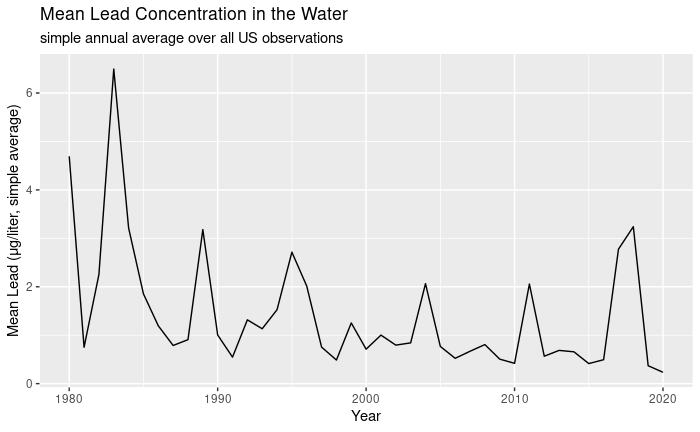 Mean Lead Concentration in the Water
simple annual average over all US observations
Mean Lead (μg/liter, simple average)
6
4
2
0
1980 1990 2000 2010 2020
Year